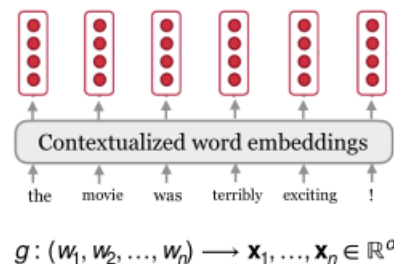 Contextualized word embeddings
the movie was terribly exciting !
g : (w₁, w₂, …, wₙ) ⟶ x₁, …, xₙ ∈ ℝᵈ